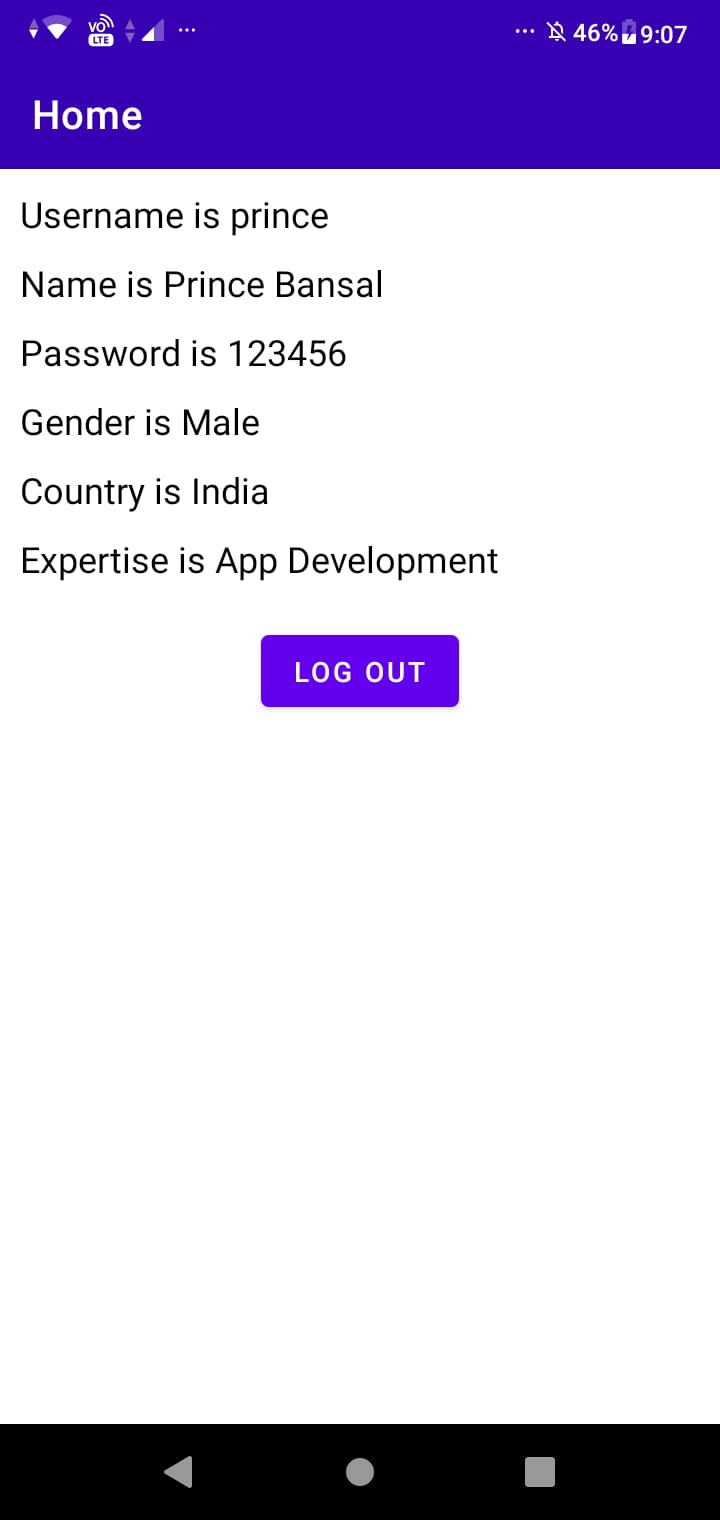 VO LTE 46% 9:07
Home
Username is prince
Name is Prince Bansal
Password is 123456
Gender is Male
Country is India
Expertise is App Development
LOG OUT